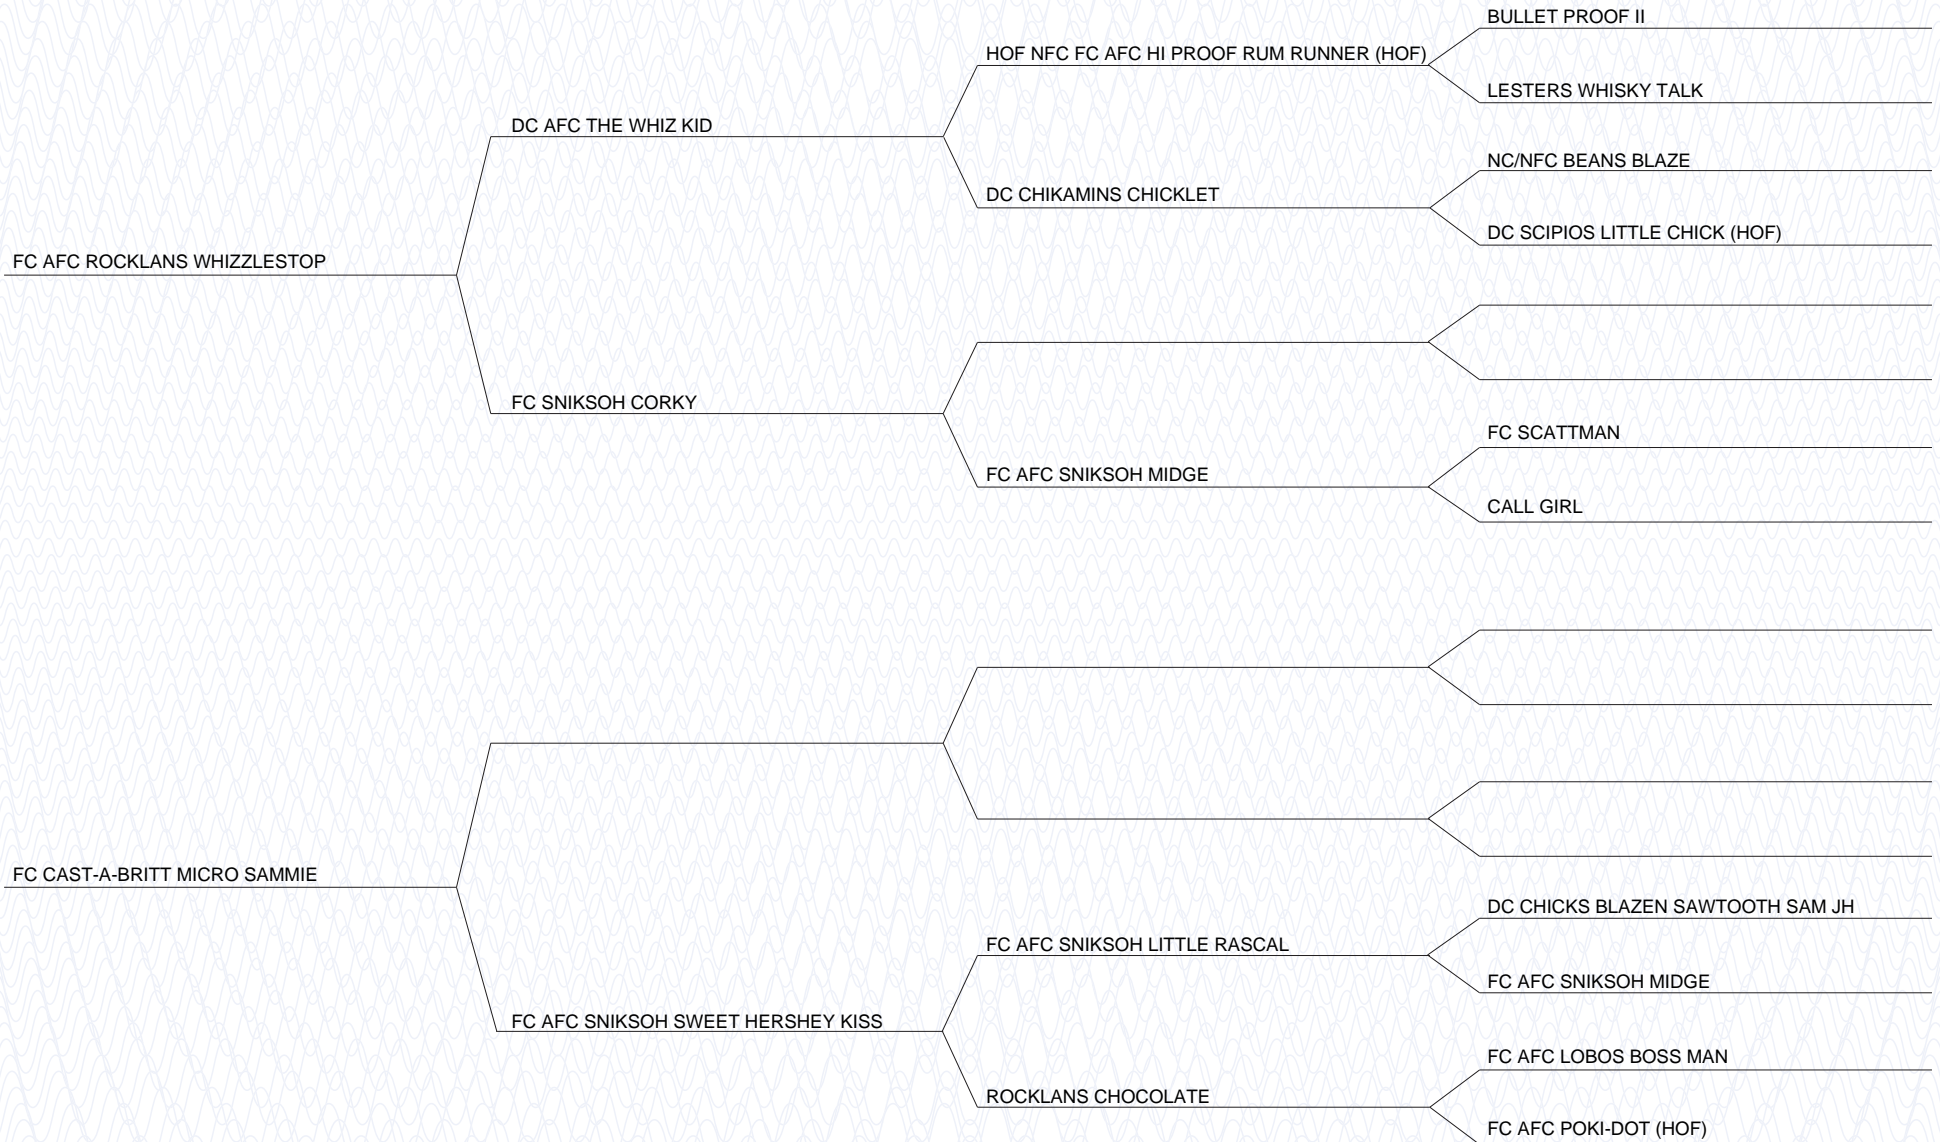 BULLET PROOF II
HOF NFC FC AFC HI PROOF RUM RUNNER (HOF)
LESTERS WHISKY TALK
DC AFC THE WHIZ KID
NC/NFC BEANS BLAZE
DC CHIKAMINS CHICKLET
DC SCIPIOS LITTLE CHICK (HOF)
FC AFC ROCKLANS WHIZZLESTOP
FC SNIKSOH CORKY
FC SCATTMAN
FC AFC SNIKSOH MIDGE
CALL GIRL
FC CAST-A-BRITT MICRO SAMMIE
DC CHICKS BLAZEN SAWTOOTH SAM JH
FC AFC SNIKSOH LITTLE RASCAL
FC AFC SNIKSOH MIDGE
FC AFC SNIKSOH SWEET HERSHEY KISS
FC AFC LOBOS BOSS MAN
ROCKLANS CHOCOLATE
FC AFC POKI-DOT (HOF)